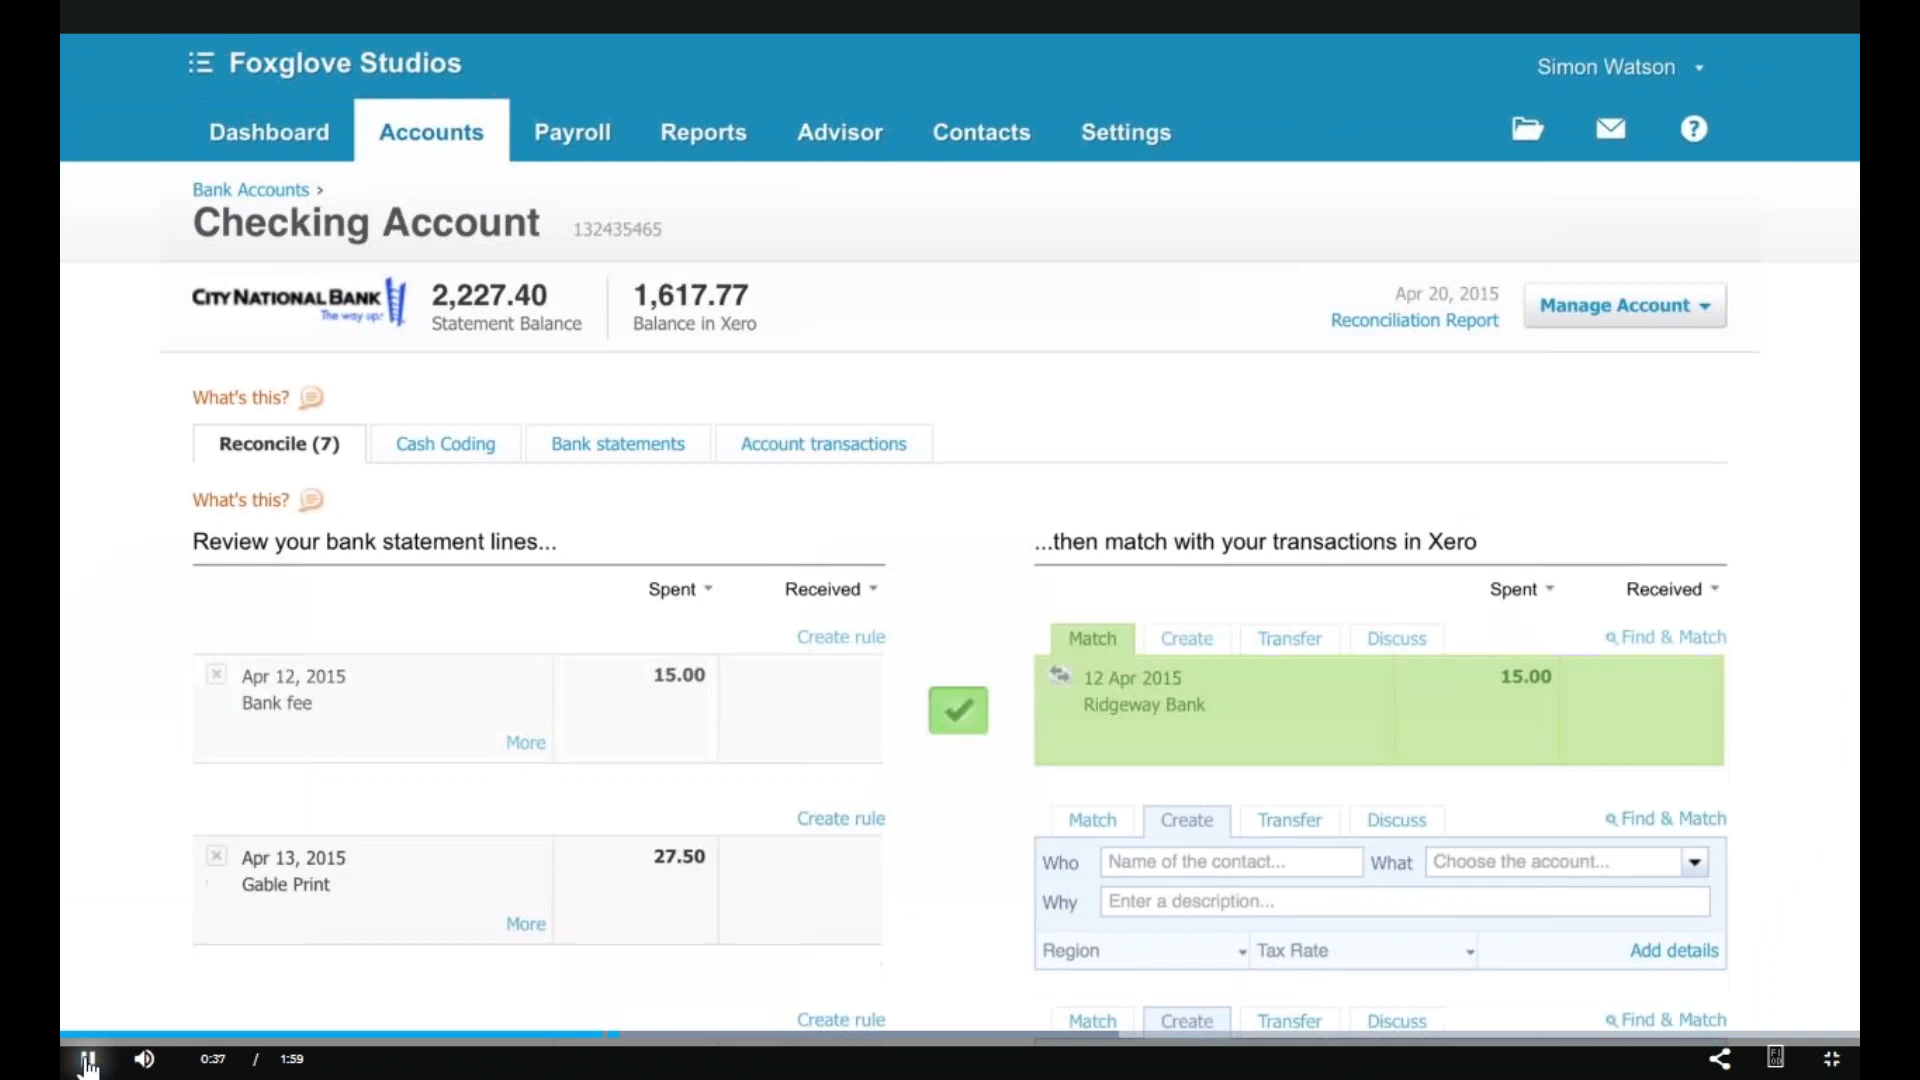 Foxglove Studios
Simon Watson
Dashboard Accounts Payroll Reports Advisor Contacts Settings
?
Bank Accounts >
Checking Account 132435465
CITY NATIONAL BANK
The way up.
2,227.40
Statement Balance
1,617.77
Balance in Xero
Apr 20, 2015
Reconciliation Report
Manage Account
What's this?
Reconcile (7) Cash Coding Bank statements Account transactions
What's this?
Review your bank statement lines...
...then match with your transactions in Xero
Spent Received
Spent Received
Create rule
Match Create Transfer Discuss Find & Match
Apr 12, 2015 15.00
Bank fee
More
12 Apr 2015 15.00
Ridgeway Bank
Create rule
Match Create Transfer Discuss Find & Match
Apr 13, 2015 27.50
Gable Print
More
Who Name of the contact... What Choose the account...
Why Enter a description...
Region Tax Rate Add details
Create rule
Match Create Transfer Discuss Find & Match
0:37 / 1:59